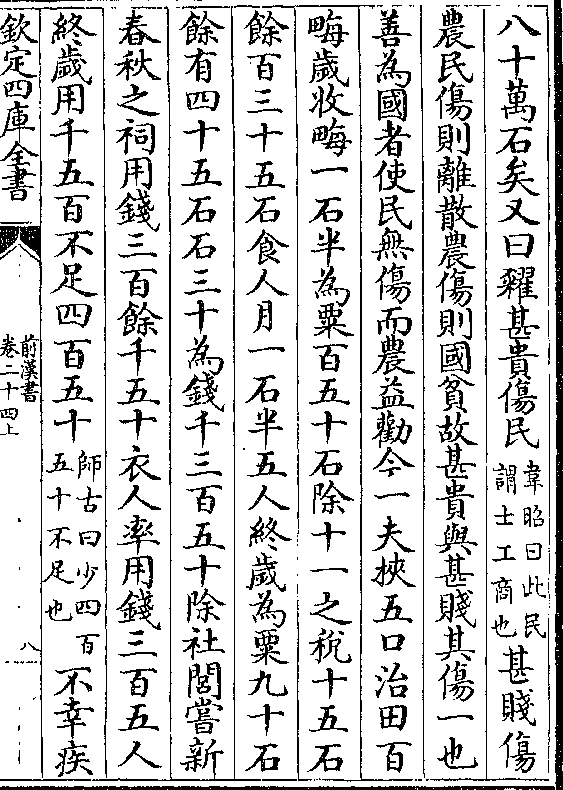 八十萬石矣又曰糴甚貴傷民韋昭曰此民謂士工商也甚賤傷
農民傷則離散農傷則國貧故甚貴與甚賤其傷一也
善為國者使民無傷而農益勸今一夫挾五口治田百
畮歲收畮一石半為粟百五十石除十一之稅十五石
餘百三十五石食人月一石半五人終歲為粟九十石
餘有四十五石石三十為錢千三百五十除社閭嘗新
春秋之祠用錢三百餘千五十衣人率用錢三百五人
終歲用千五百不足四百五十師古曰少四百五十不足也不幸疾
欽定四庫全書
前漢書
卷二十四上
八